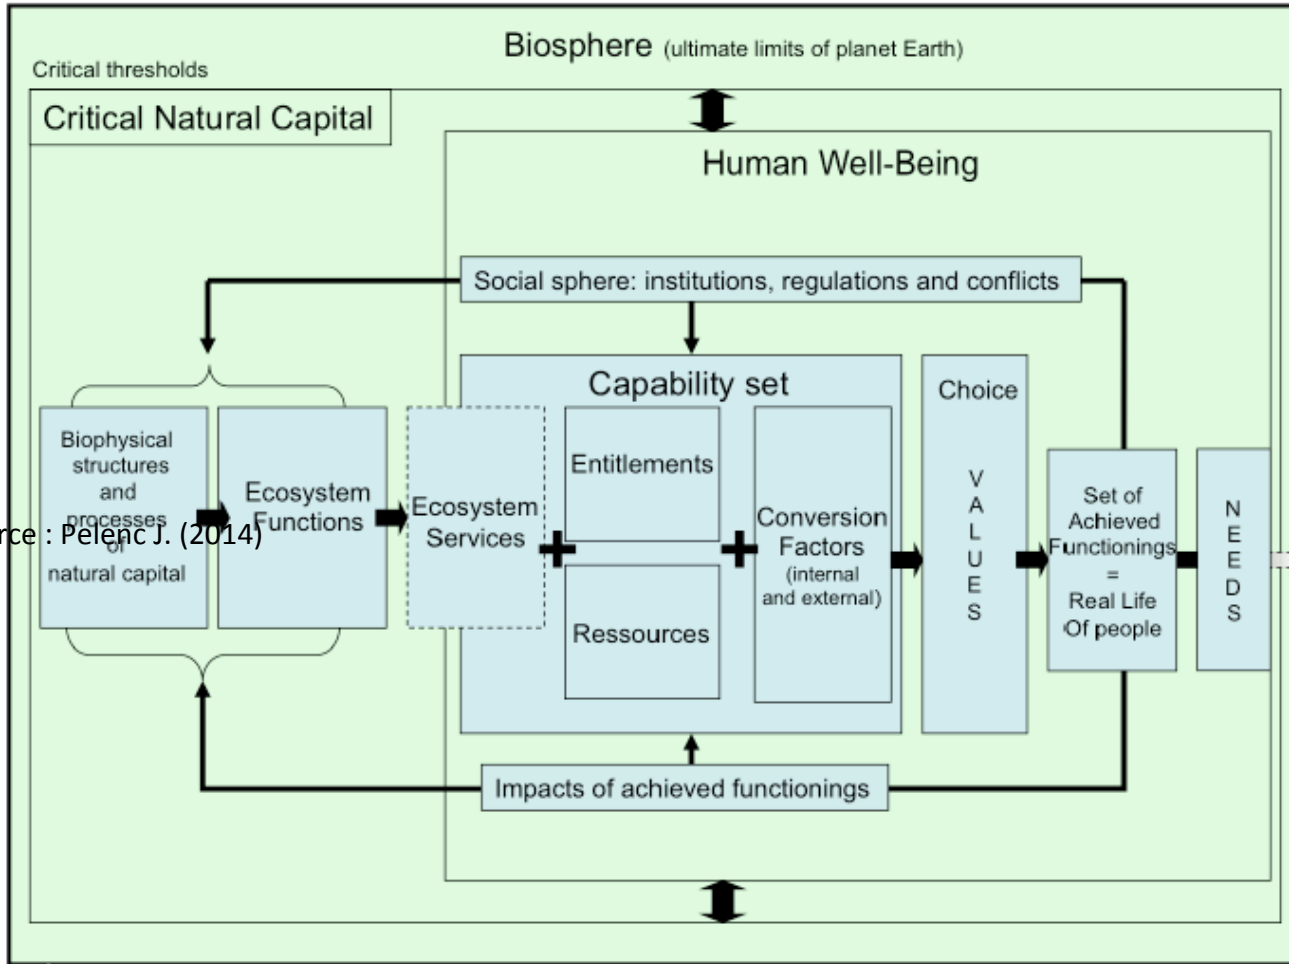 Biosphere (ultimate limits of planet Earth)
Critical thresholds
Critical Natural Capital
Human Well-Being
Social sphere: institutions, regulations and conflicts
Capability set
Choice
Biophysical
structures
and
processes
of
natural capital
Ecosystem
Functions
Ecosystem
Services
Entitlements
Ressources
Conversion
Factors
(internal
and external)
VALUES
Set of
Achieved
Functionings
=
Real Life
Of people
NEEDS
: Pelenc J. (2014)
Impacts of achieved functionings